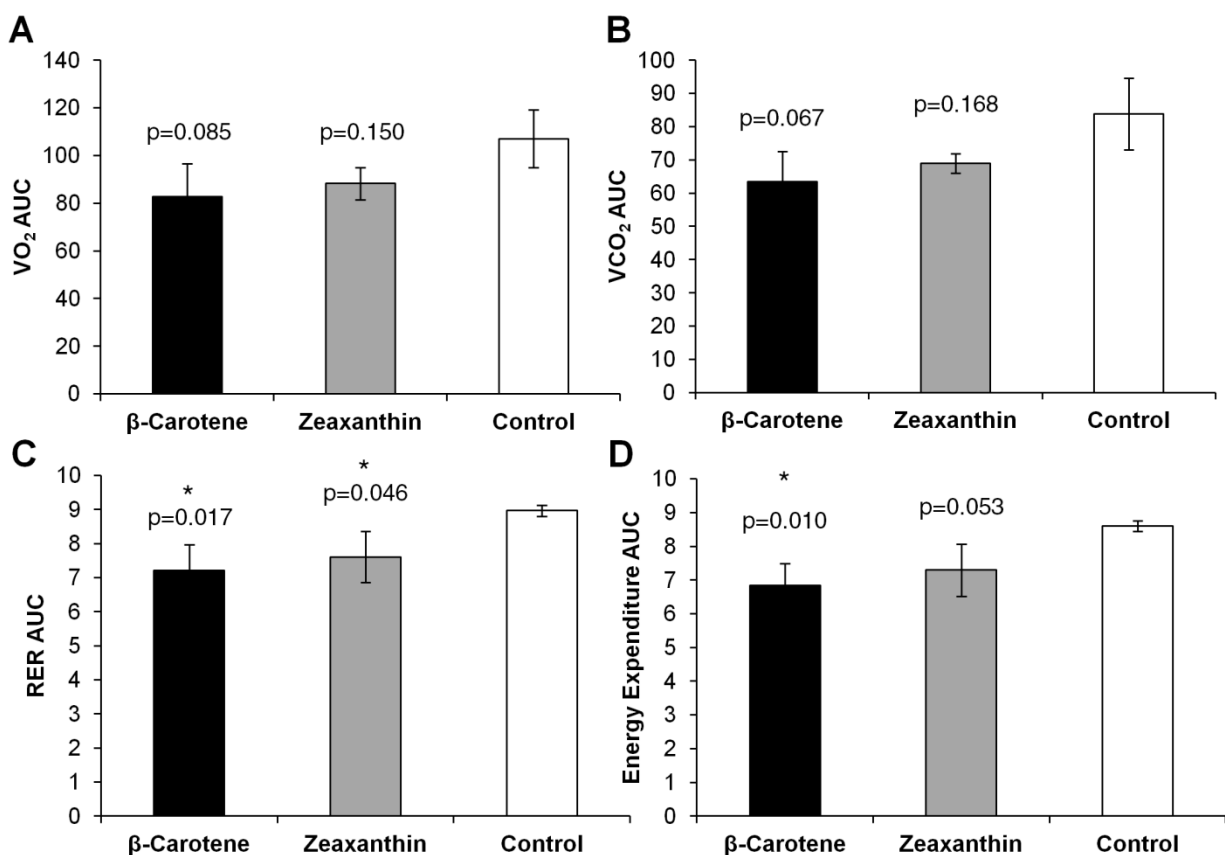 A
VO₂ AUC
140
120
100
80
60
40
20
0
p=0.085
p=0.150
β-Carotene
Zeaxanthin
Control
B
VCO₂ AUC
100
90
80
70
60
50
40
30
20
10
0
p=0.067
p=0.168
β-Carotene
Zeaxanthin
Control
C
RER AUC
10
9
8
7
6
5
4
3
2
1
0
*
p=0.017
*
p=0.046
β-Carotene
Zeaxanthin
Control
D
Energy Expenditure AUC
10
9
8
7
6
5
4
3
2
1
0
*
p=0.010
p=0.053
β-Carotene
Zeaxanthin
Control